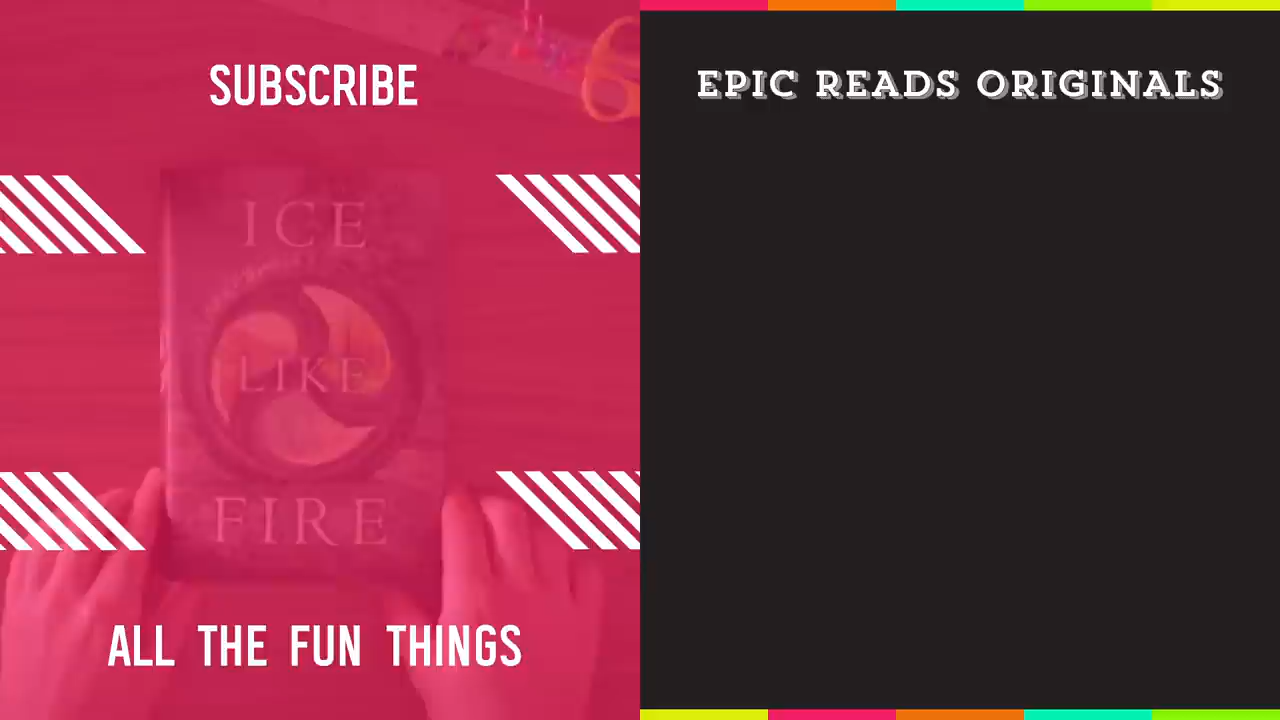 SUBSCRIBE
ICE
LIKE
FIRE
ALL THE FUN THINGS
EPIC READS ORIGINALS